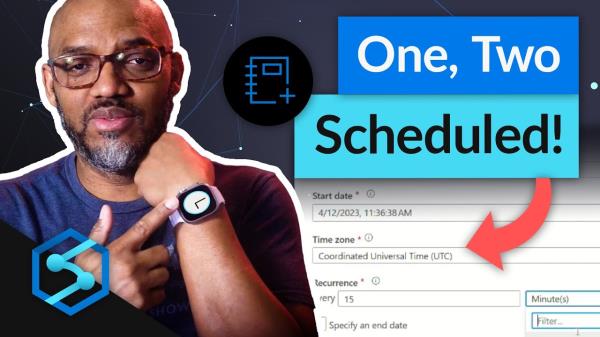 One, Two
Scheduled!
Start date *
4/12/2023, 11:36:38 AM
Time zone *
Coordinated Universal Time (UTC)
Recurrence *
very 15 Minute(s)
Specify an end date
Filter...